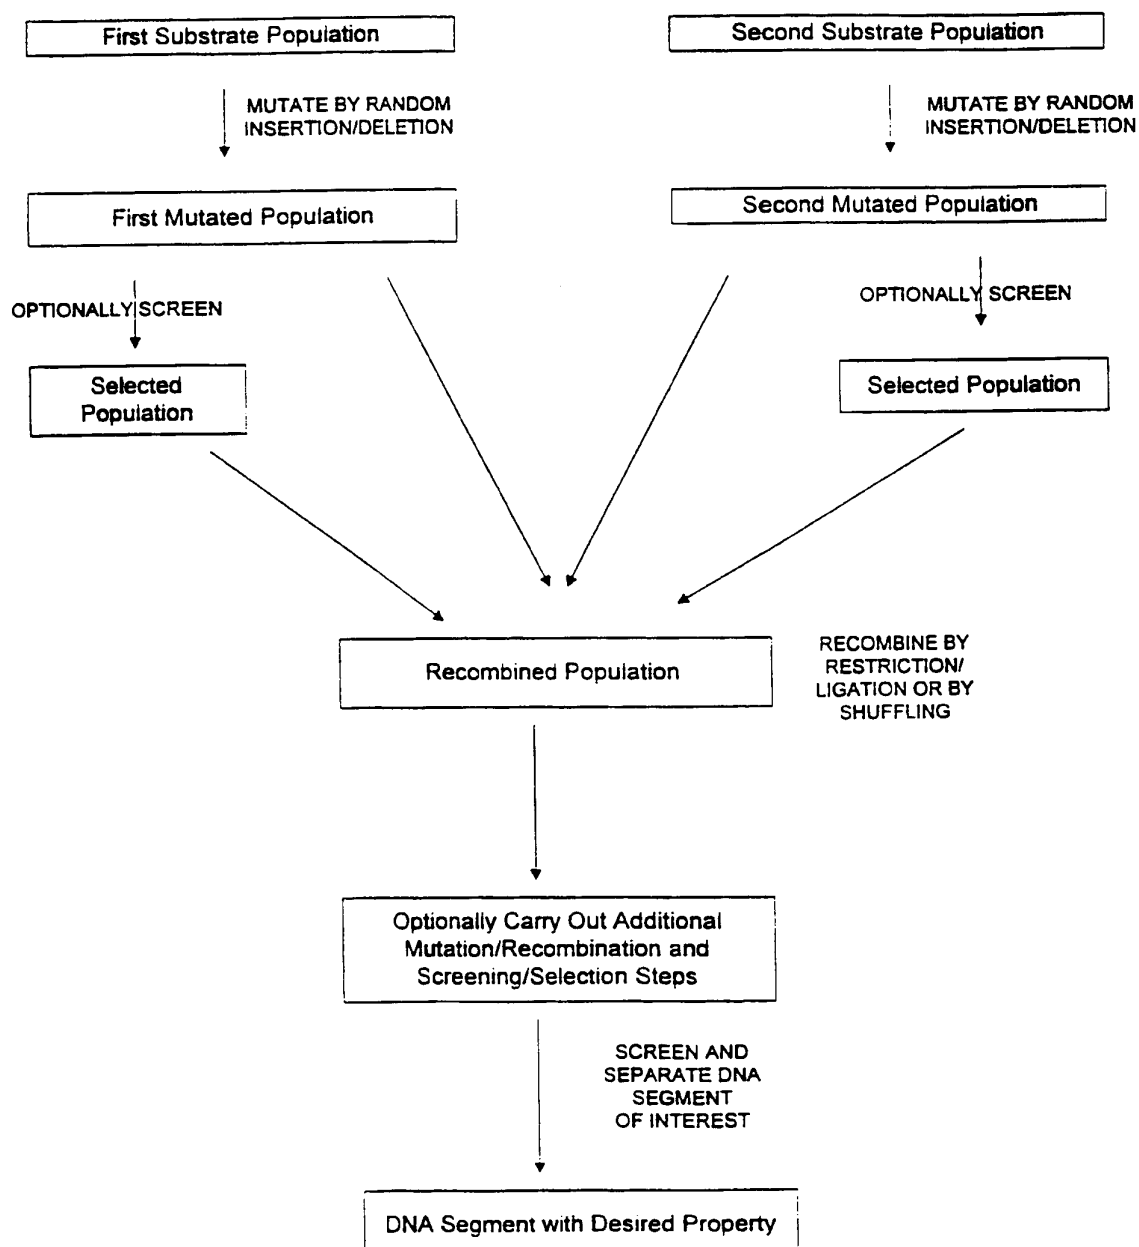 First Substrate Population
Second Substrate Population
MUTATE BY RANDOM
INSERTION/DELETION
MUTATE BY RANDOM
INSERTION/DELETION
First Mutated Population
Second Mutated Population
OPTIONALLY SCREEN
OPTIONALLY SCREEN
Selected
Population
Selected Population
Recombined Population
RECOMBINE BY
RESTRICTION/
LIGATION OR BY
SHUFFLING
Optionally Carry Out Additional
Mutation/Recombination and
Screening/Selection Steps
SCREEN AND
SEPARATE DNA
SEGMENT
OF INTEREST
DNA Segment with Desired Property